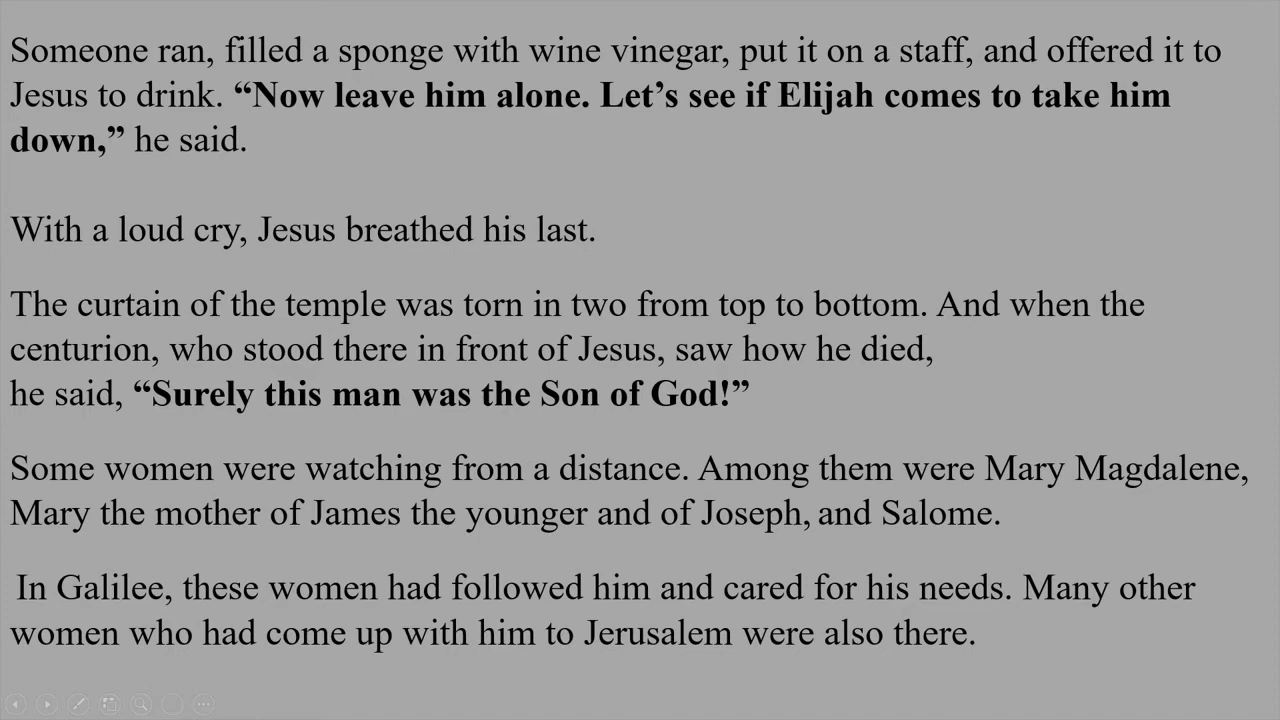 Someone ran, filled a sponge with wine vinegar, put it on a staff, and offered it to
Jesus to drink. “Now leave him alone. Let’s see if Elijah comes to take him
down,” he said.
With a loud cry, Jesus breathed his last.
The curtain of the temple was torn in two from top to bottom. And when the
centurion, who stood there in front of Jesus, saw how he died,
he said, “Surely this man was the Son of God!”
Some women were watching from a distance. Among them were Mary Magdalene,
Mary the mother of James the younger and of Joseph, and Salome.
In Galilee, these women had followed him and cared for his needs. Many other
women who had come up with him to Jerusalem were also there.